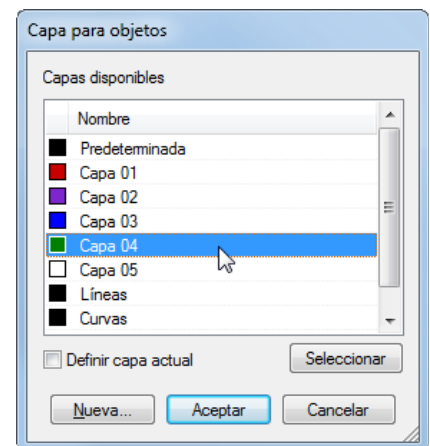 Capa para objetos
Capas disponibles
Nombre
Predeterminada
Capa 01
Capa 02
Capa 03
Capa 04
Capa 05
Líneas
Curvas
Definir capa actual
Seleccionar
Nueva... Aceptar Cancelar